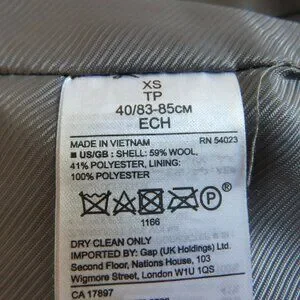 XS
TP
40/83-85CM
ECH
MADE IN VIETNAM RN 54023
■ US/GB : SHELL: 59% WOOL,
41% POLYESTER, LINING:
100% POLYESTER
P ®
1166
DRY CLEAN ONLY
IMPORTED BY: Gap (UK Holdings) Ltd.
Second Floor, Nations House, 103
Wigmore Street, London W1U 1QS
CA 17897